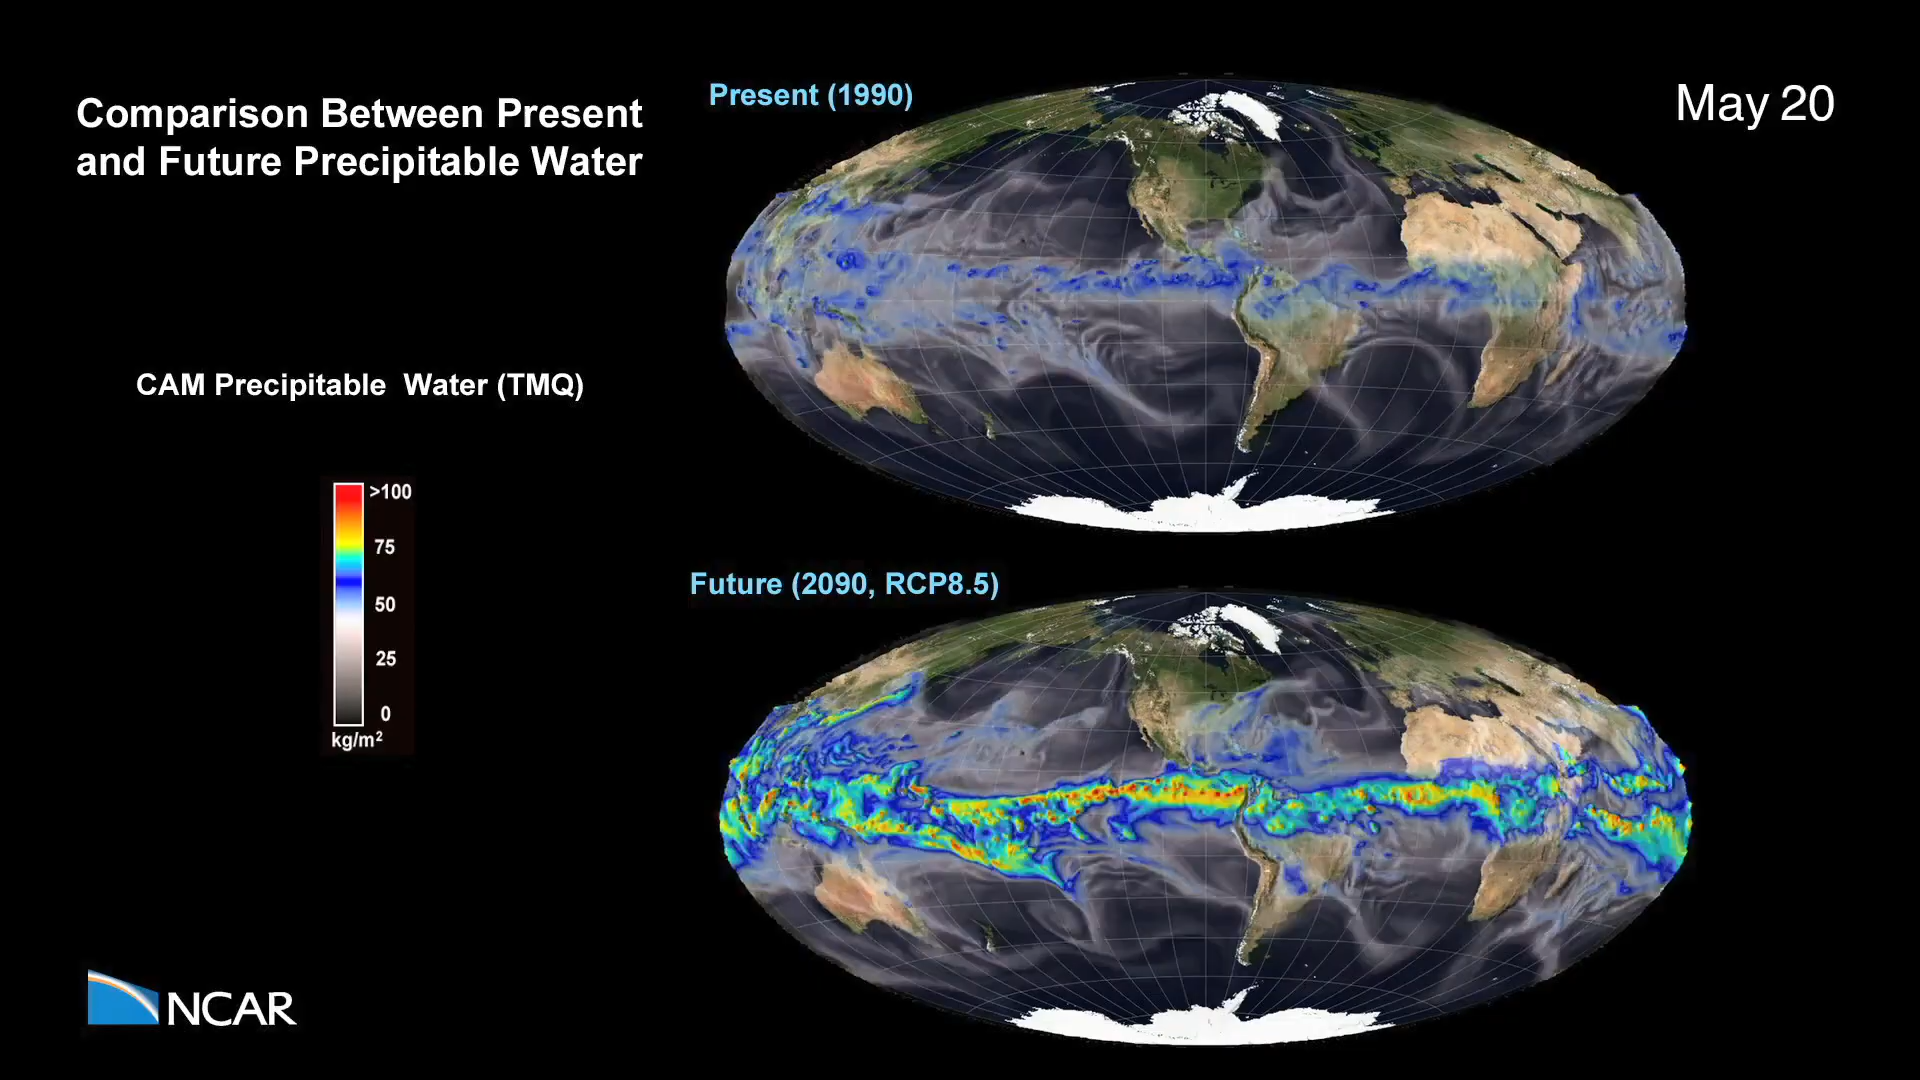 Comparison Between Present
and Future Precipitable Water
Present (1990)
May 20
CAM Precipitable  Water (TMQ)
>100
75
50
25
0
kg/m²
Future (2090, RCP8.5)
NCAR